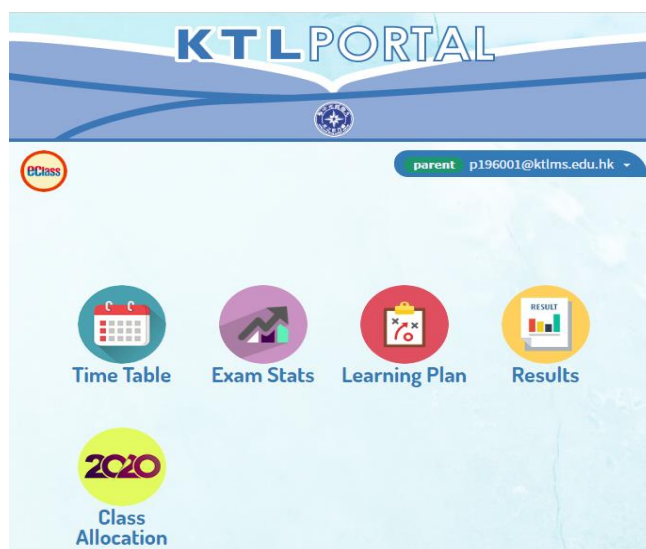 KTLPORTAL
eClass
parent p196001@ktlms.edu.hk
RESULT
Time Table
Exam Stats
Learning Plan
Results
2020
Class
Allocation